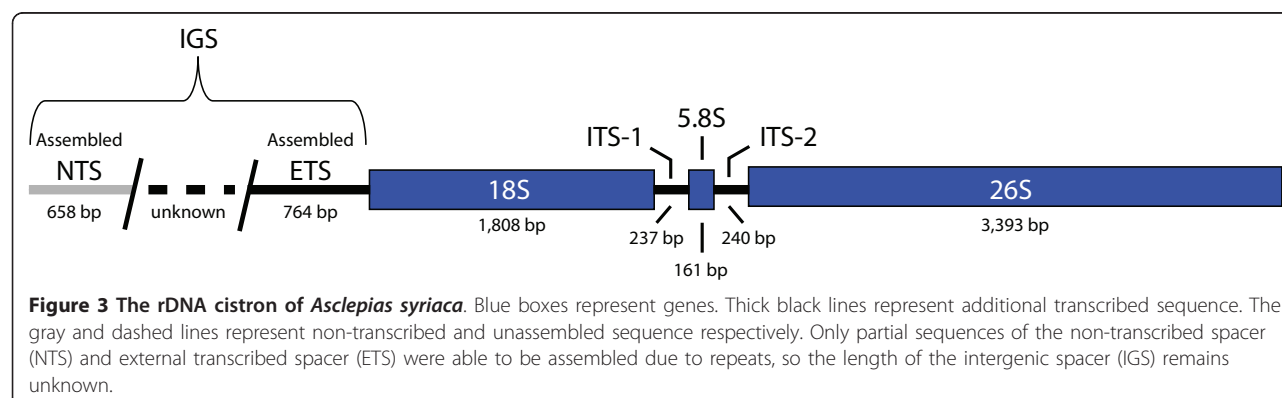 IGS
Assembled
NTS
658 bp
unknown
Assembled
ETS
764 bp
18S
1,808 bp
ITS-1
237 bp
5.8S
161 bp
ITS-2
240 bp
26S
3,393 bp
Figure 3 The rDNA cistron of Asclepias syriaca. Blue boxes represent genes. Thick black lines represent additional transcribed sequence. The
gray and dashed lines represent non-transcribed and unassembled sequence respectively. Only partial sequences of the non-transcribed spacer
(NTS) and external transcribed spacer (ETS) were able to be assembled due to repeats, so the length of the intergenic spacer (IGS) remains
unknown.